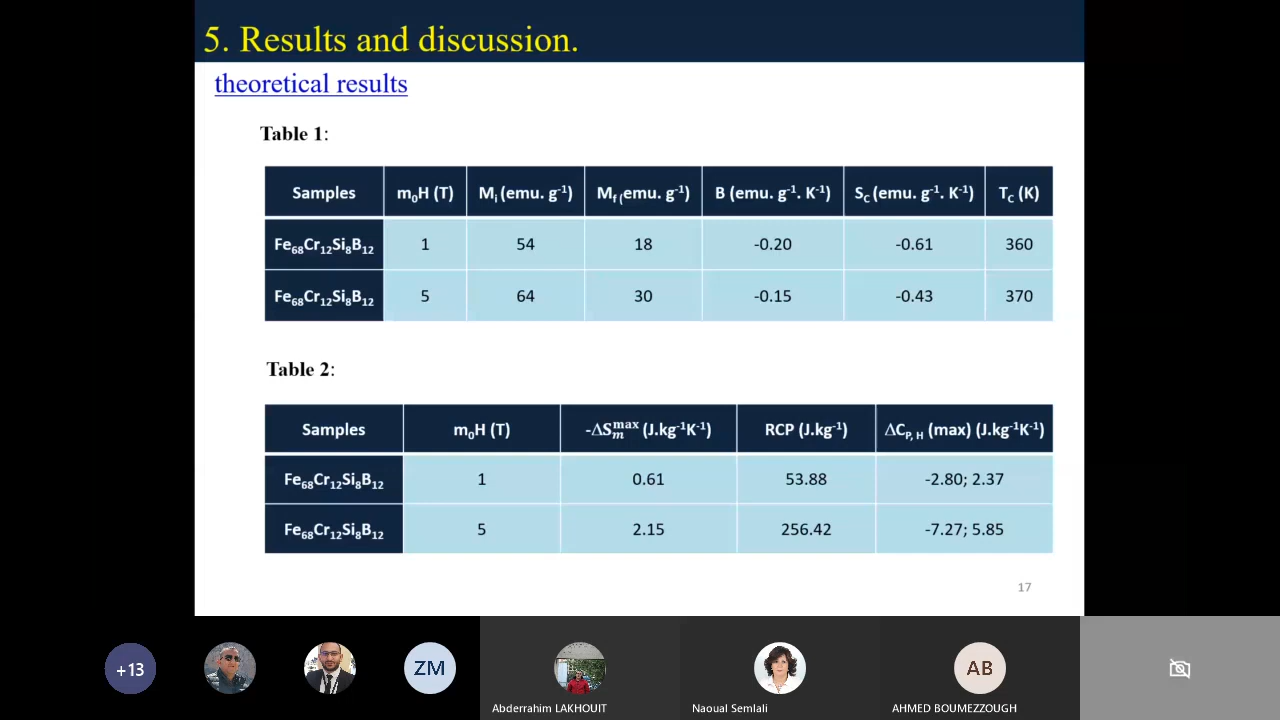 5. Results and discussion.
theoretical results
Table 1:
Samples m₀H (T) Mᵢ (emu. g⁻¹) M_f (emu. g⁻¹) B (emu. g⁻¹. K⁻¹) S_C (emu. g⁻¹. K⁻¹) T_C (K)
Fe₆₈Cr₁₂Si₈B₁₂ 1 54 18 -0.20 -0.61 360
Fe₆₈Cr₁₂Si₈B₁₂ 5 64 30 -0.15 -0.43 370
Table 2:
Samples m₀H (T) -ΔSₘᵐᵃˣ (J.kg⁻¹K⁻¹) RCP (J.kg⁻¹) ΔC_P, H (max) (J.kg⁻¹K⁻¹)
Fe₆₈Cr₁₂Si₈B₁₂ 1 0.61 53.88 -2.80; 2.37
Fe₆₈Cr₁₂Si₈B₁₂ 5 2.15 256.42 -7.27; 5.85
17
+13 ZM AB
Abderrahim LAKHOUIT Naoual Semlali AHMED BOUMEZZOUGH